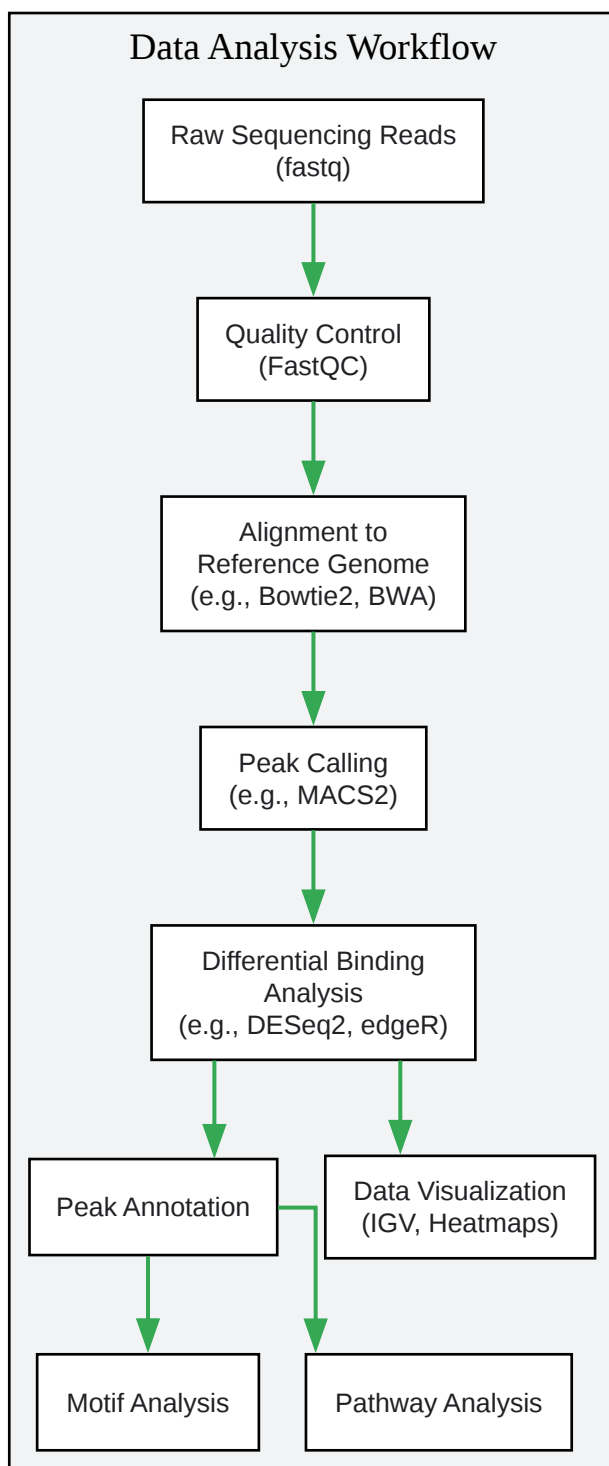 Data Analysis Workflow
Raw Sequencing Reads
(fastq)
Quality Control
(FastQC)
Alignment to
Reference Genome
(e.g., Bowtie2, BWA)
Peak Calling
(e.g., MACS2)
Differential Binding
Analysis
(e.g., DESeq2, edgeR)
Peak Annotation
Data Visualization
(IGV, Heatmaps)
Motif Analysis
Pathway Analysis